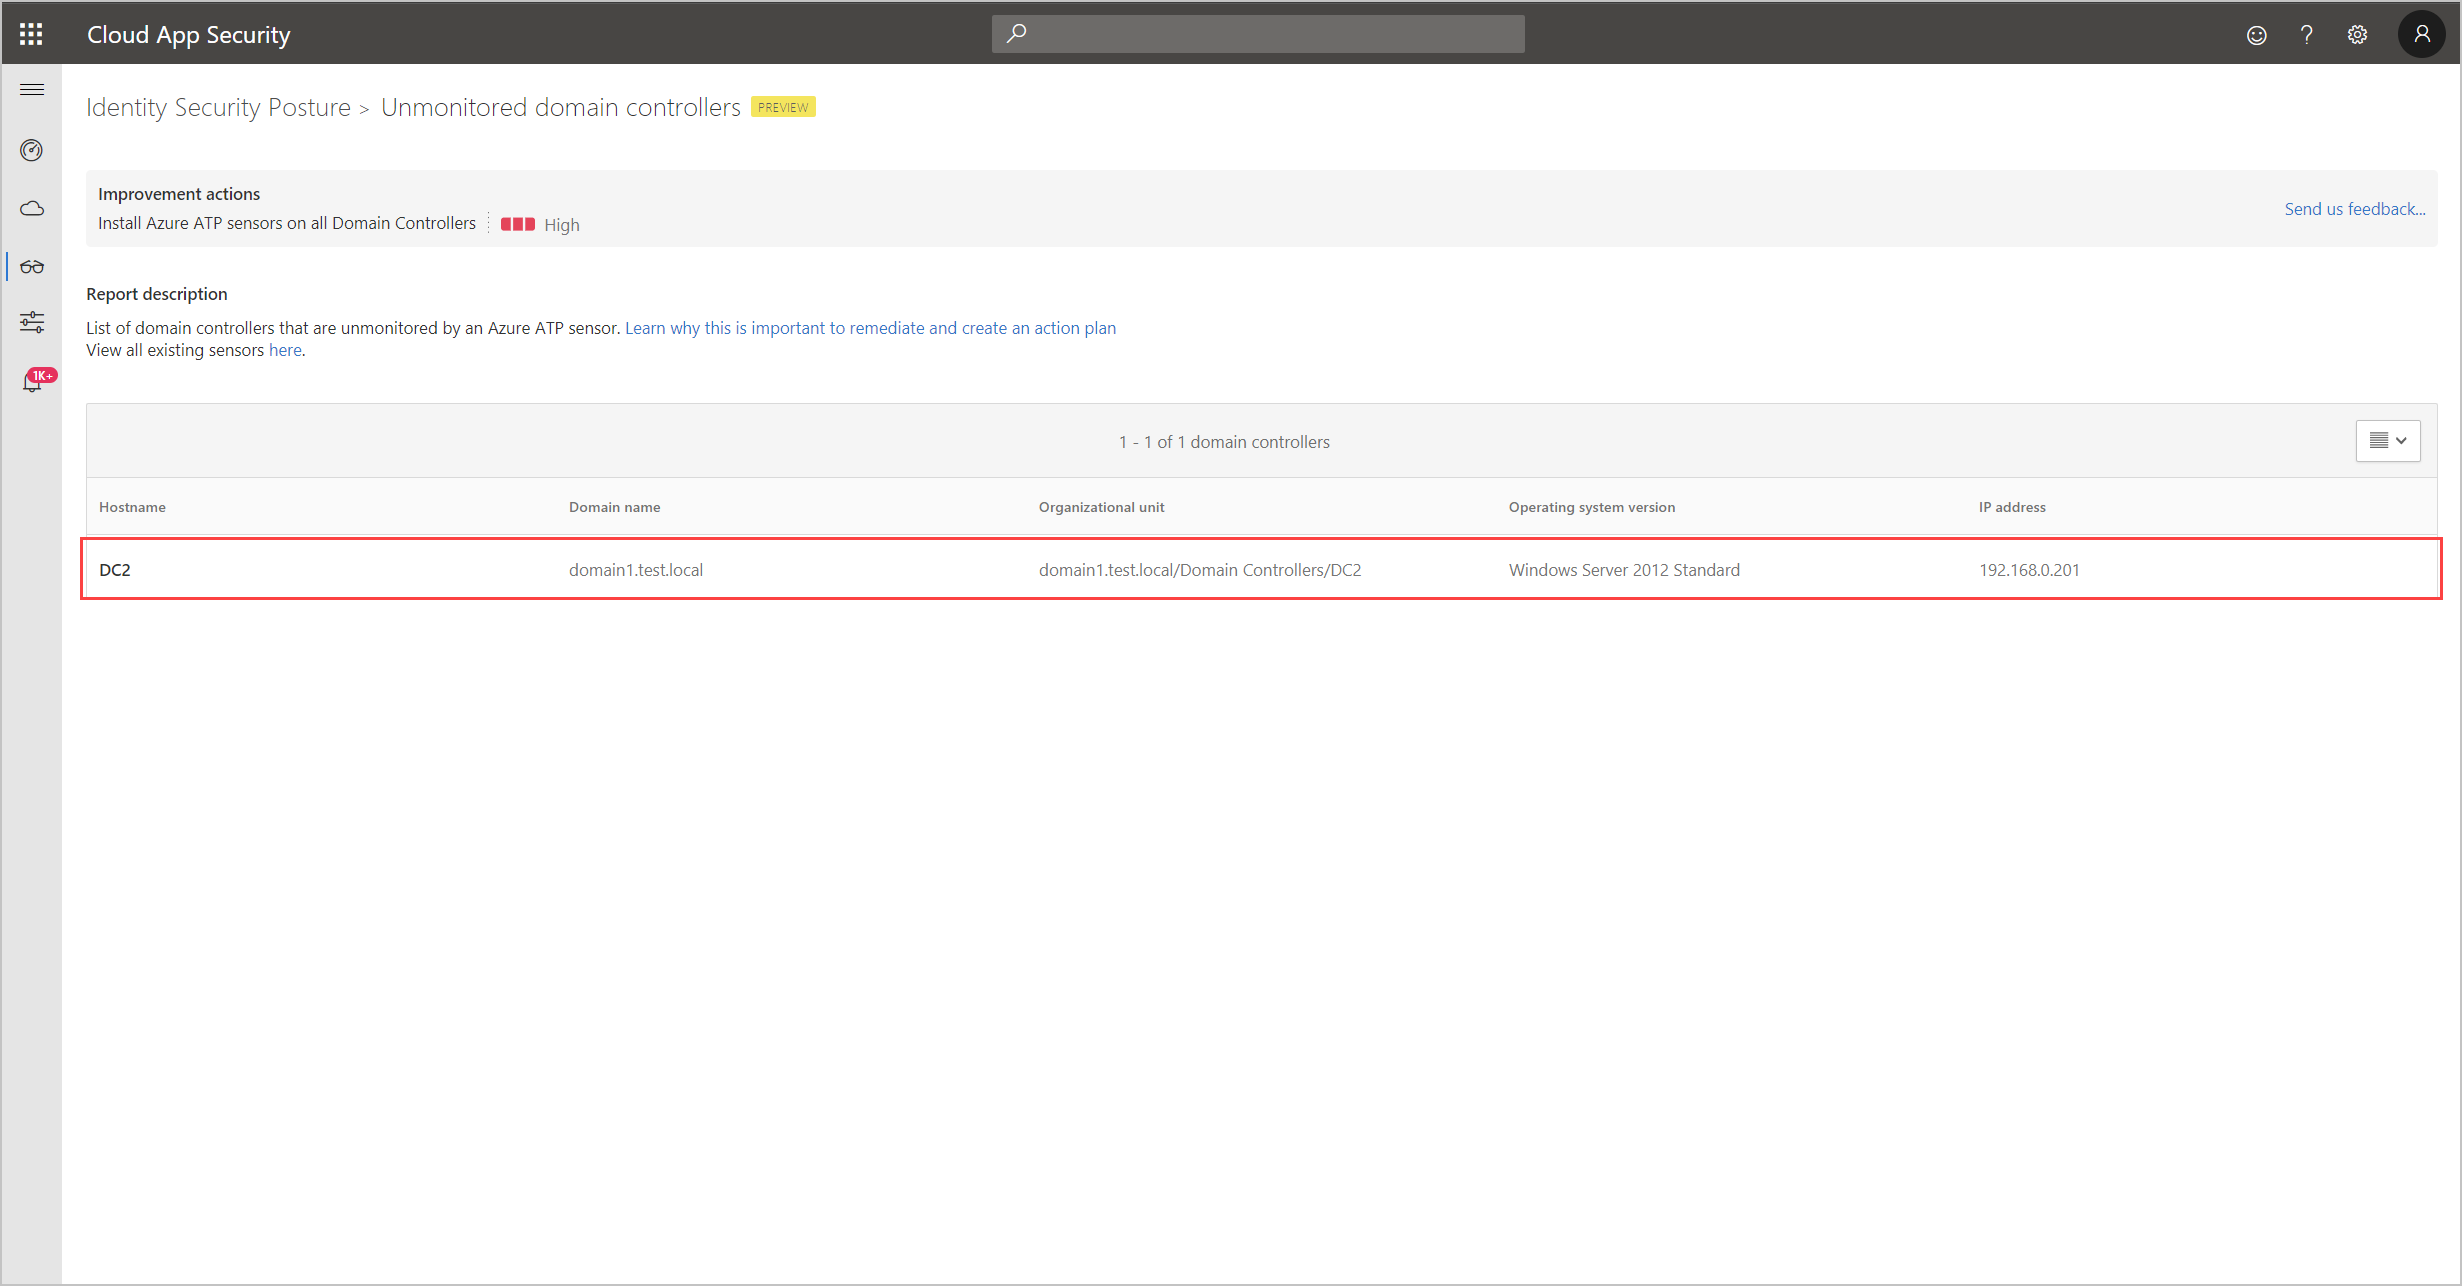 Cloud App Security
Identity Security Posture > Unmonitored domain controllers PREVIEW
Improvement actions
Install Azure ATP sensors on all Domain Controllers High
Send us feedback...
Report description
List of domain controllers that are unmonitored by an Azure ATP sensor. Learn why this is important to remediate and create an action plan
View all existing sensors here.
1K+
1 - 1 of 1 domain controllers
Hostname Domain name Organizational unit Operating system version IP address
DC2 domain1.test.local domain1.test.local/Domain Controllers/DC2 Windows Server 2012 Standard 192.168.0.201